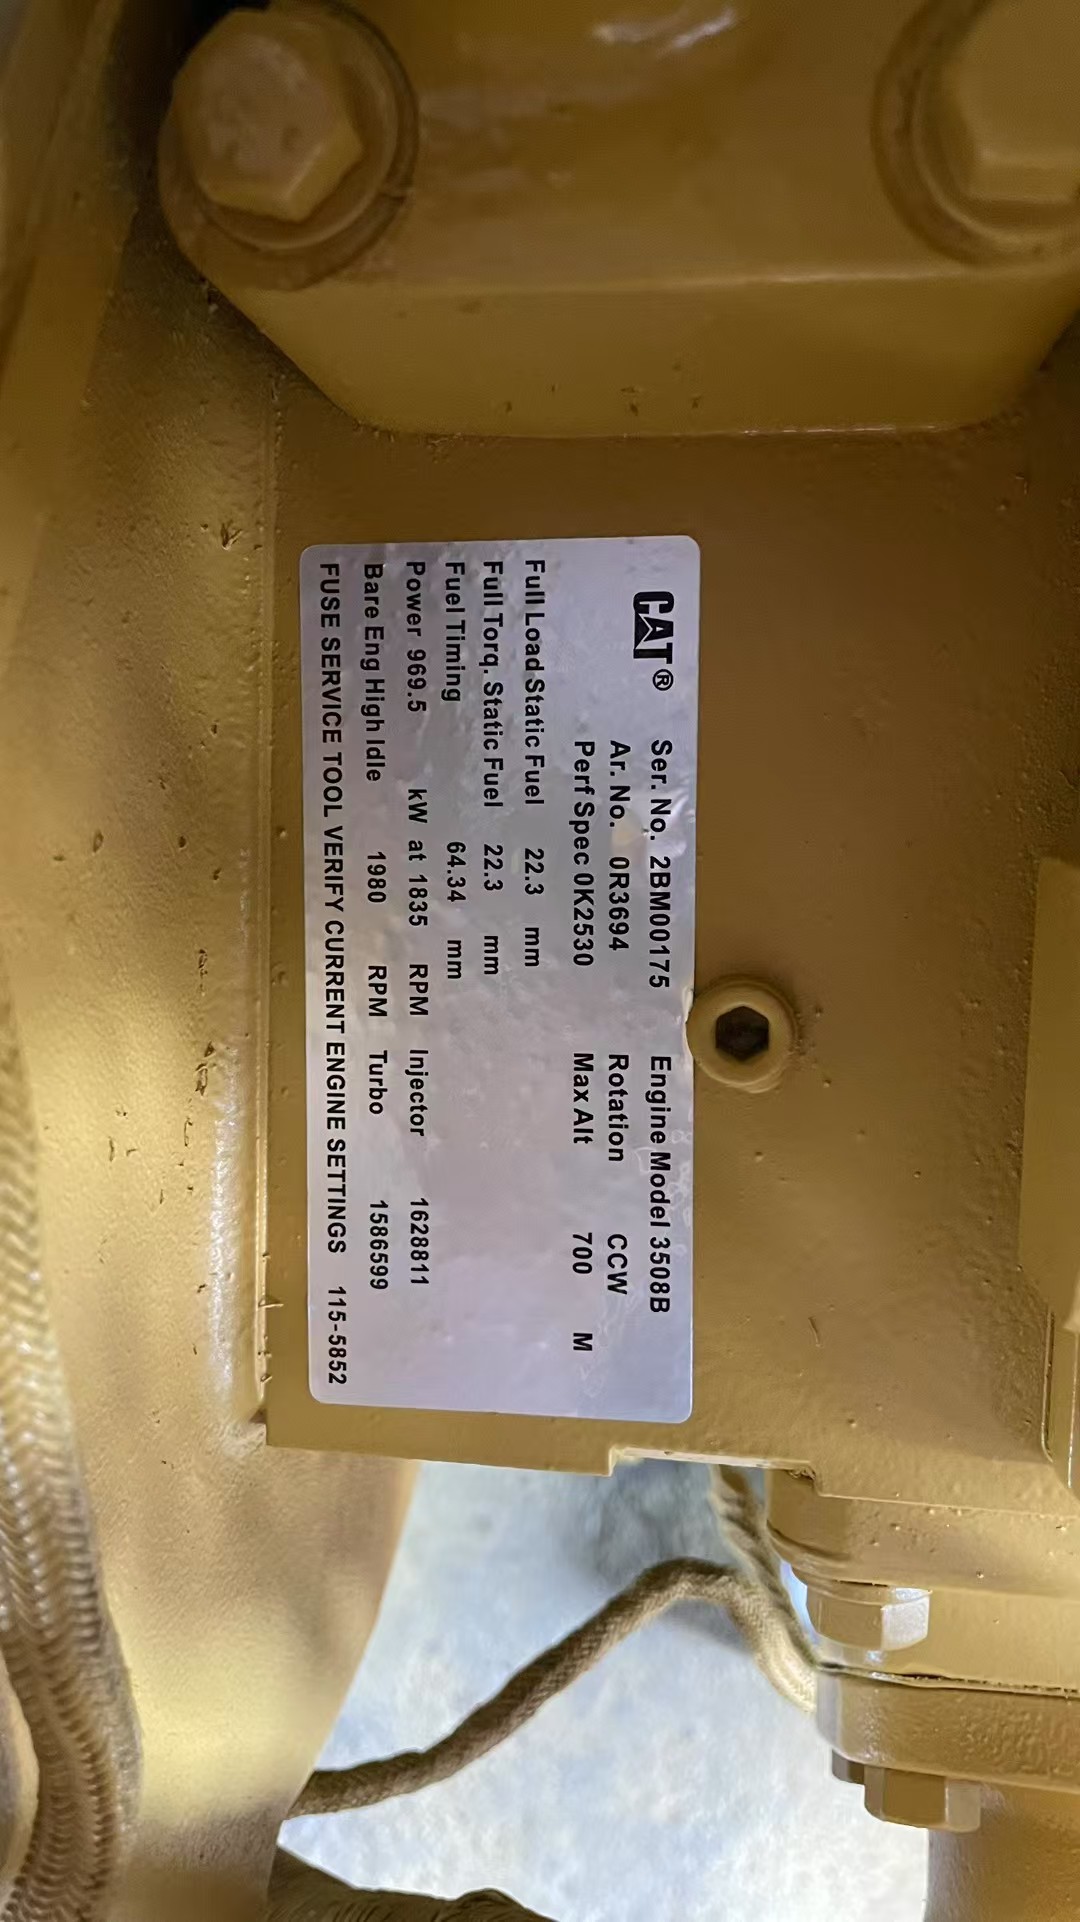 CAT® Ser. No. 2BM00175 Engine Model 3508B
Ar. No. 0R3694 Rotation CCW
Perf Spec 0K2530 Max Alt 700 M
Full Load Static Fuel 22.3 mm
Full Torq. Static Fuel 22.3 mm
Fuel Timing 64.34 mm
Power 969.5 kW at 1835 RPM Injector 1628811
Bare Eng High Idle 1980 RPM Turbo 1586599
FUSE SERVICE TOOL VERIFY CURRENT ENGINE SETTINGS 115-5852